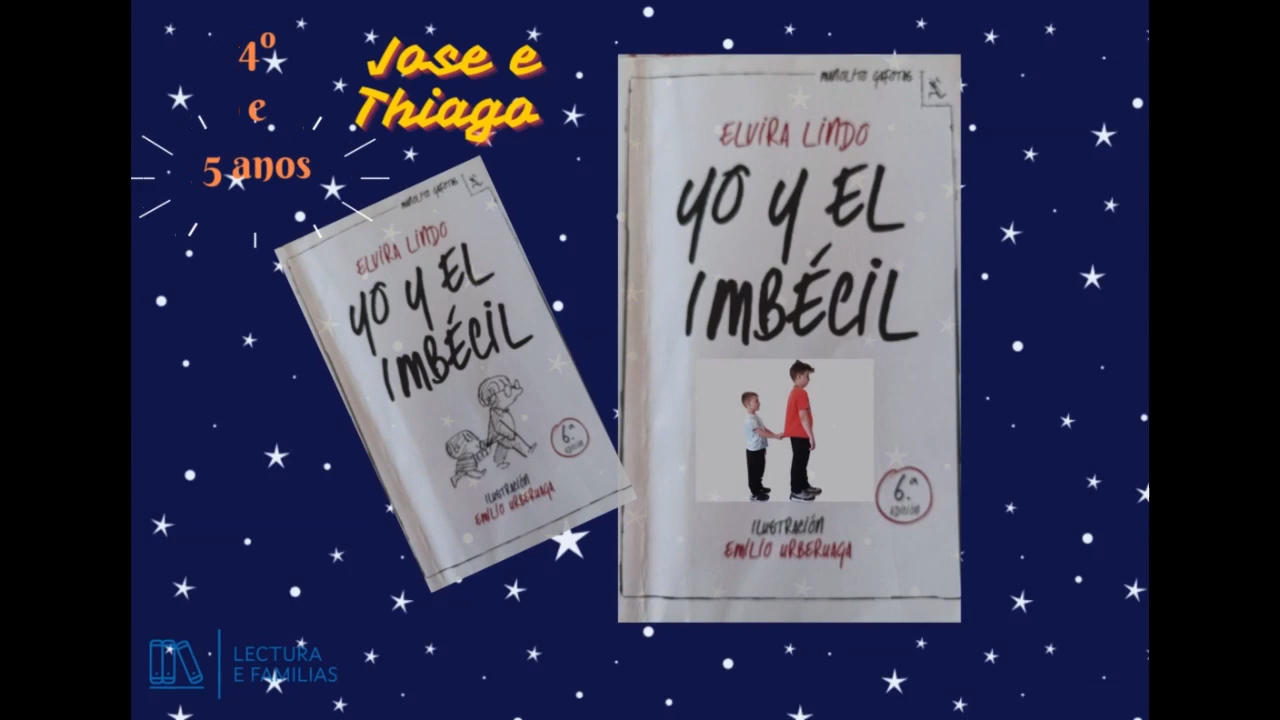 4º
e
5 anos
Jose e
Thiago
MANOLITO GAFOTAS
ELVIRA LINDO
YO Y EL
IMBÉCIL
6.ª
EDICIÓN
ILUSTRACIÓN
EMILIO URBERUAGA
MANOLITO GAFOTAS
ELVIRA LINDO
YO Y EL
IMBÉCIL
6.ª
EDICIÓN
ILUSTRACIÓN
EMILIO URBERUAGA
LECTURA
E FAMILIAS